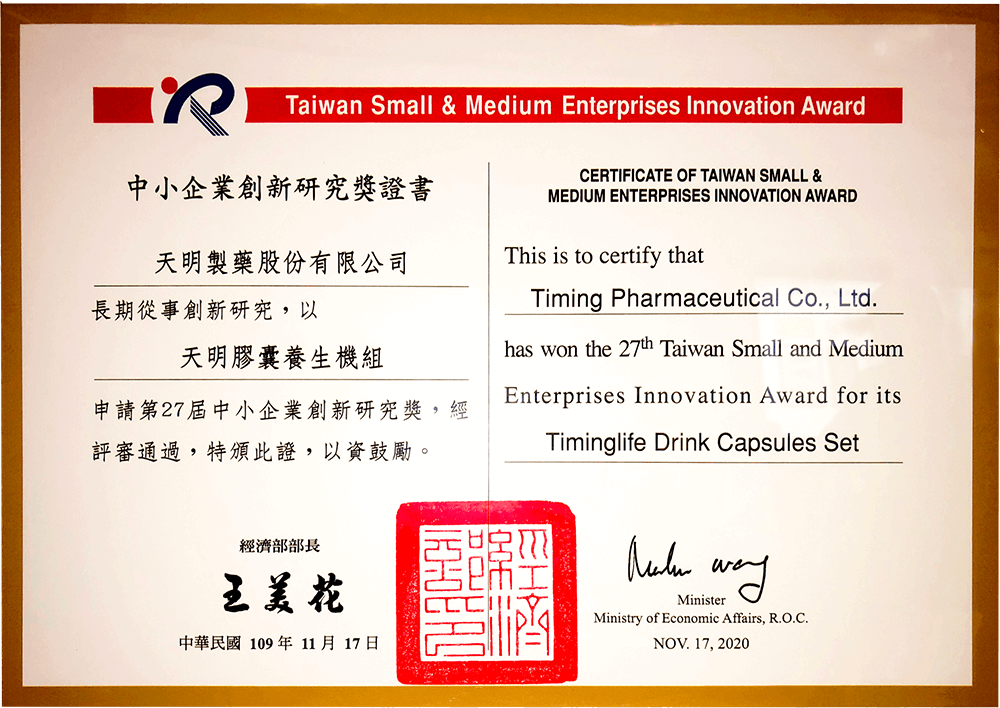 Taiwan Small & Medium Enterprises Innovation Award
中小企業創新研究獎證書
天明製藥股份有限公司
長期從事創新研究，以
天明膠囊養生機組
申請第27屆中小企業創新研究獎，經
評審通過，特頒此證，以資鼓勵。
經濟部部長
王美花
中華民國 109 年 11 月 17 日
CERTIFICATE OF TAIWAN SMALL &
MEDIUM ENTERPRISES INNOVATION AWARD
This is to certify that
Timing Pharmaceutical Co., Ltd.
has won the 27th Taiwan Small and Medium
Enterprises Innovation Award for its
Timinglife Drink Capsules Set
經濟
部印
Minister
Ministry of Economic Affairs, R.O.C.
NOV. 17, 2020